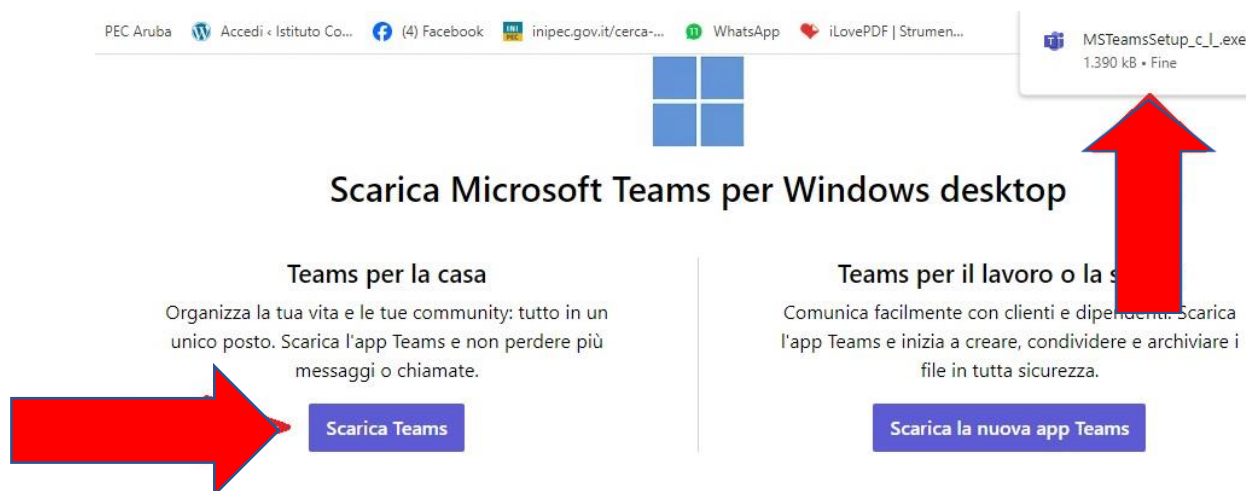 PEC Aruba Accedi ‹ Istituto Co... (4) Facebook INI PEC inipec.gov.it/cerca-... 11 WhatsApp iLovePDF | Strumen...
MSTeamsSetup_c_l_.exe
1.390 kB • Fine
Scarica Microsoft Teams per Windows desktop
Teams per la casa
Organizza la tua vita e le tue community: tutto in un
unico posto. Scarica l'app Teams e non perdere più
messaggi o chiamate.
Scarica Teams
Teams per il lavoro o la
Comunica facilmente con clienti e dipendenti. Scarica
l'app Teams e inizia a creare, condividere e archiviare i
file in tutta sicurezza.
Scarica la nuova app Teams